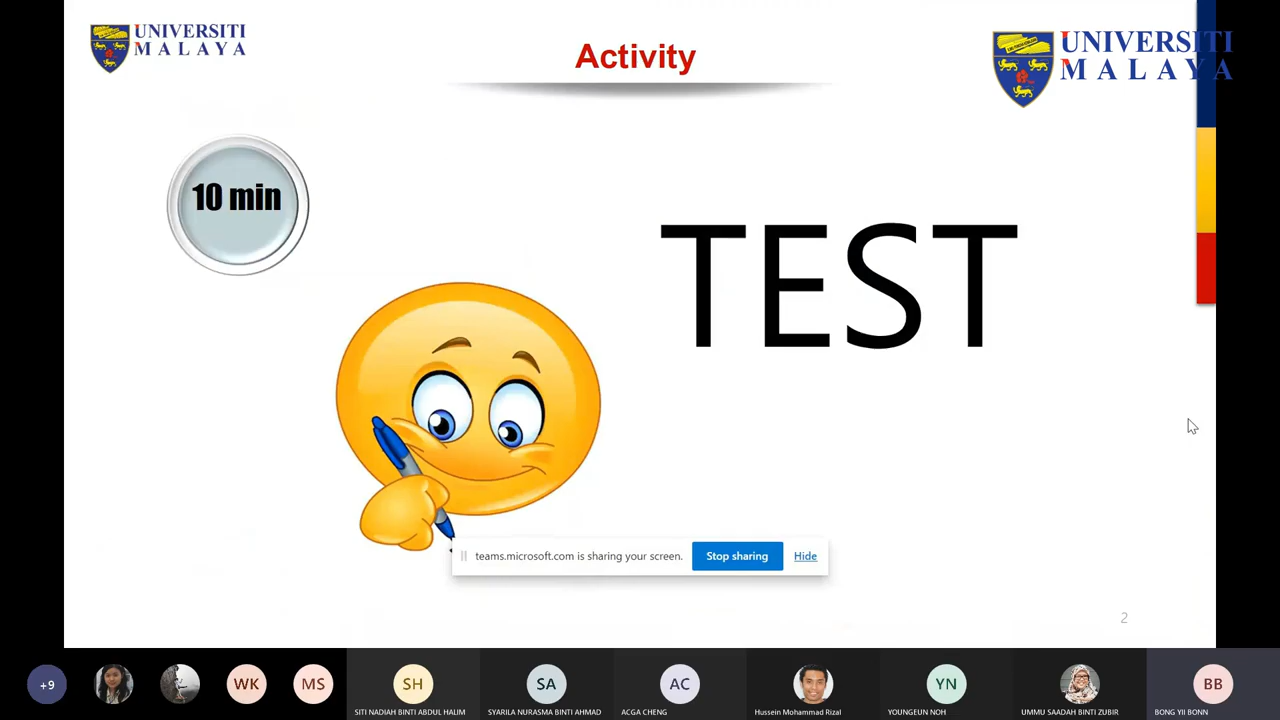 UNIVERSITI
MALAYA
Activity
UNIVERSITI
MALAYA
10 min
TEST
teams.microsoft.com is sharing your screen.
Stop sharing
Hide
2
+9
WK
MS
SH
SA
AC
YN
BB
SITI NADIAH BINTI ABDUL HALIM
SYARILA NURASMA BINTI AHMAD
ACGA CHENG
Hussein Mohammad Rizal
YOUNGEUN NOH
UMMU SAADAH BINTI ZUBIR
BONG YII BONN